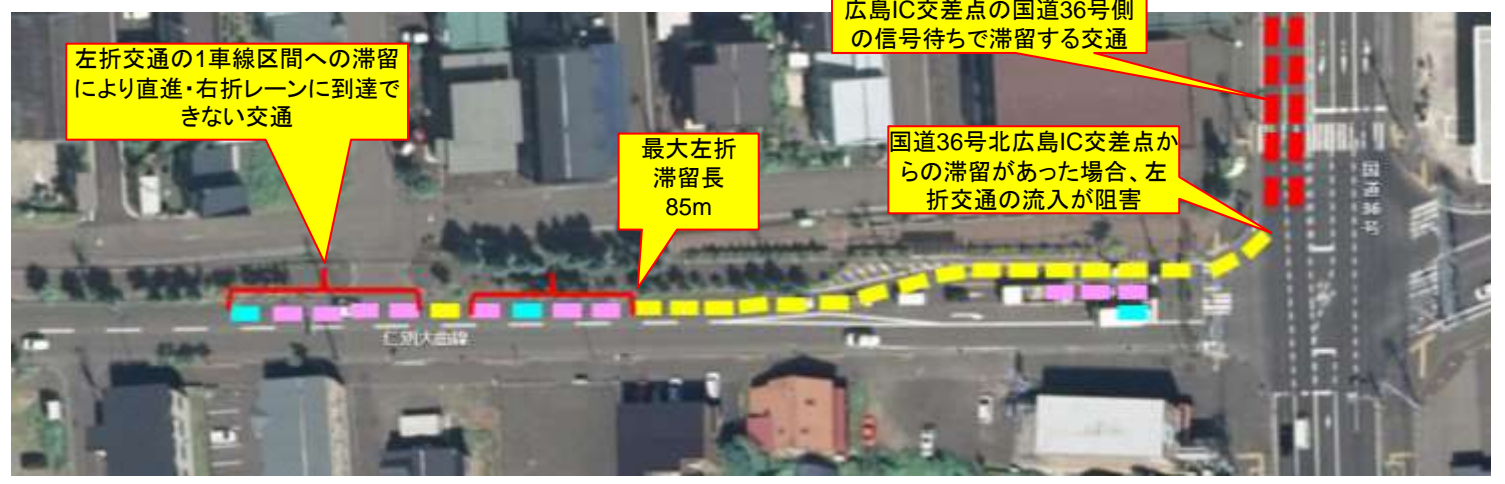 広島IC交差点の国道36号側
の信号待ちで滞留する交通
左折交通の1車線区間への滞留
により直進・右折レーンに到達で
きない交通
最大左折
滞留長
85m
国道36号北広島IC交差点か
らの滞留があった場合、左
折交通の流入が阻害
国道36号
仁別大曲線